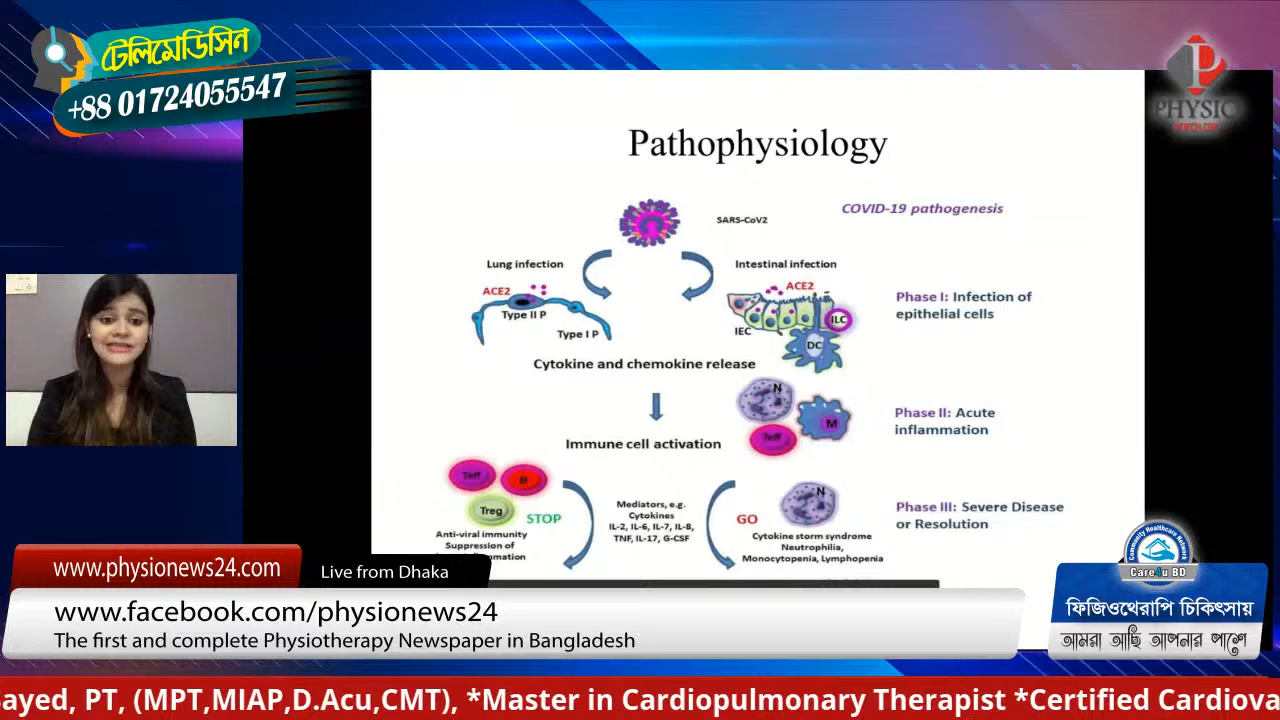 টেলিমেডিসিন
+88 01724055547
PHYSIO
Pathophysiology
SARS-CoV2
COVID-19 pathogenesis
Lung infection
Intestinal infection
ACE2
ACE2
Type II P
Type I P
IEC
ILC
DC
Phase I: Infection of
epithelial cells
Cytokine and chemokine release
N
M
Teff
Phase II: Acute
inflammation
Immune cell activation
Teff
B
Treg
STOP
Mediators, e.g.
Cytokines
IL-2, IL-6, IL-7, IL-8,
TNF, IL-17, G-CSF
GO
N
Phase III: Severe Disease
or Resolution
Anti-viral immunity
Suppression of
Cytokine storm syndrome
Neutrophilia,
Monocytopenia, Lymphopenia
www.physionews24.com
Live from Dhaka
www.facebook.com/physionews24
The first and complete Physiotherapy Newspaper in Bangladesh
Community Healthcare Network
Care4u BD
ফিজিওথেরাপি চিকিৎসায়
আমরা আছি আপনার পাশে
Sayed, PT, (MPT,MIAP,D.Acu,CMT), *Master in Cardiopulmonary Therapist *Certified Cardiova